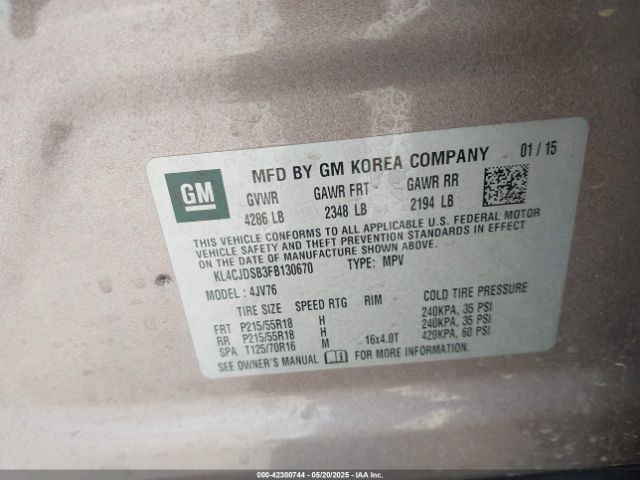 GM
MFD BY GM KOREA COMPANY 01 / 15
GVWR GAWR FRT GAWR RR
4286 LB 2348 LB 2194 LB
THIS VEHICLE CONFORMS TO ALL APPLICABLE U.S. FEDERAL MOTOR
VEHICLE SAFETY AND THEFT PREVENTION STANDARDS IN EFFECT
ON THE DATE OF MANUFACTURE SHOWN ABOVE.
KL4CJDSB3FB130670 TYPE: MPV
MODEL : 4JV76
TIRE SIZE SPEED RTG RIM COLD TIRE PRESSURE
FRT P215/55R18 H 240KPA, 35 PSI
RR P215/55R18 H 240KPA, 35 PSI
SPA T125/70R16 M 16x4.0T 420KPA, 60 PSI
SEE OWNER'S MANUAL FOR MORE INFORMATION.
000-42300744 - 05/20/2025 - IAA Inc.